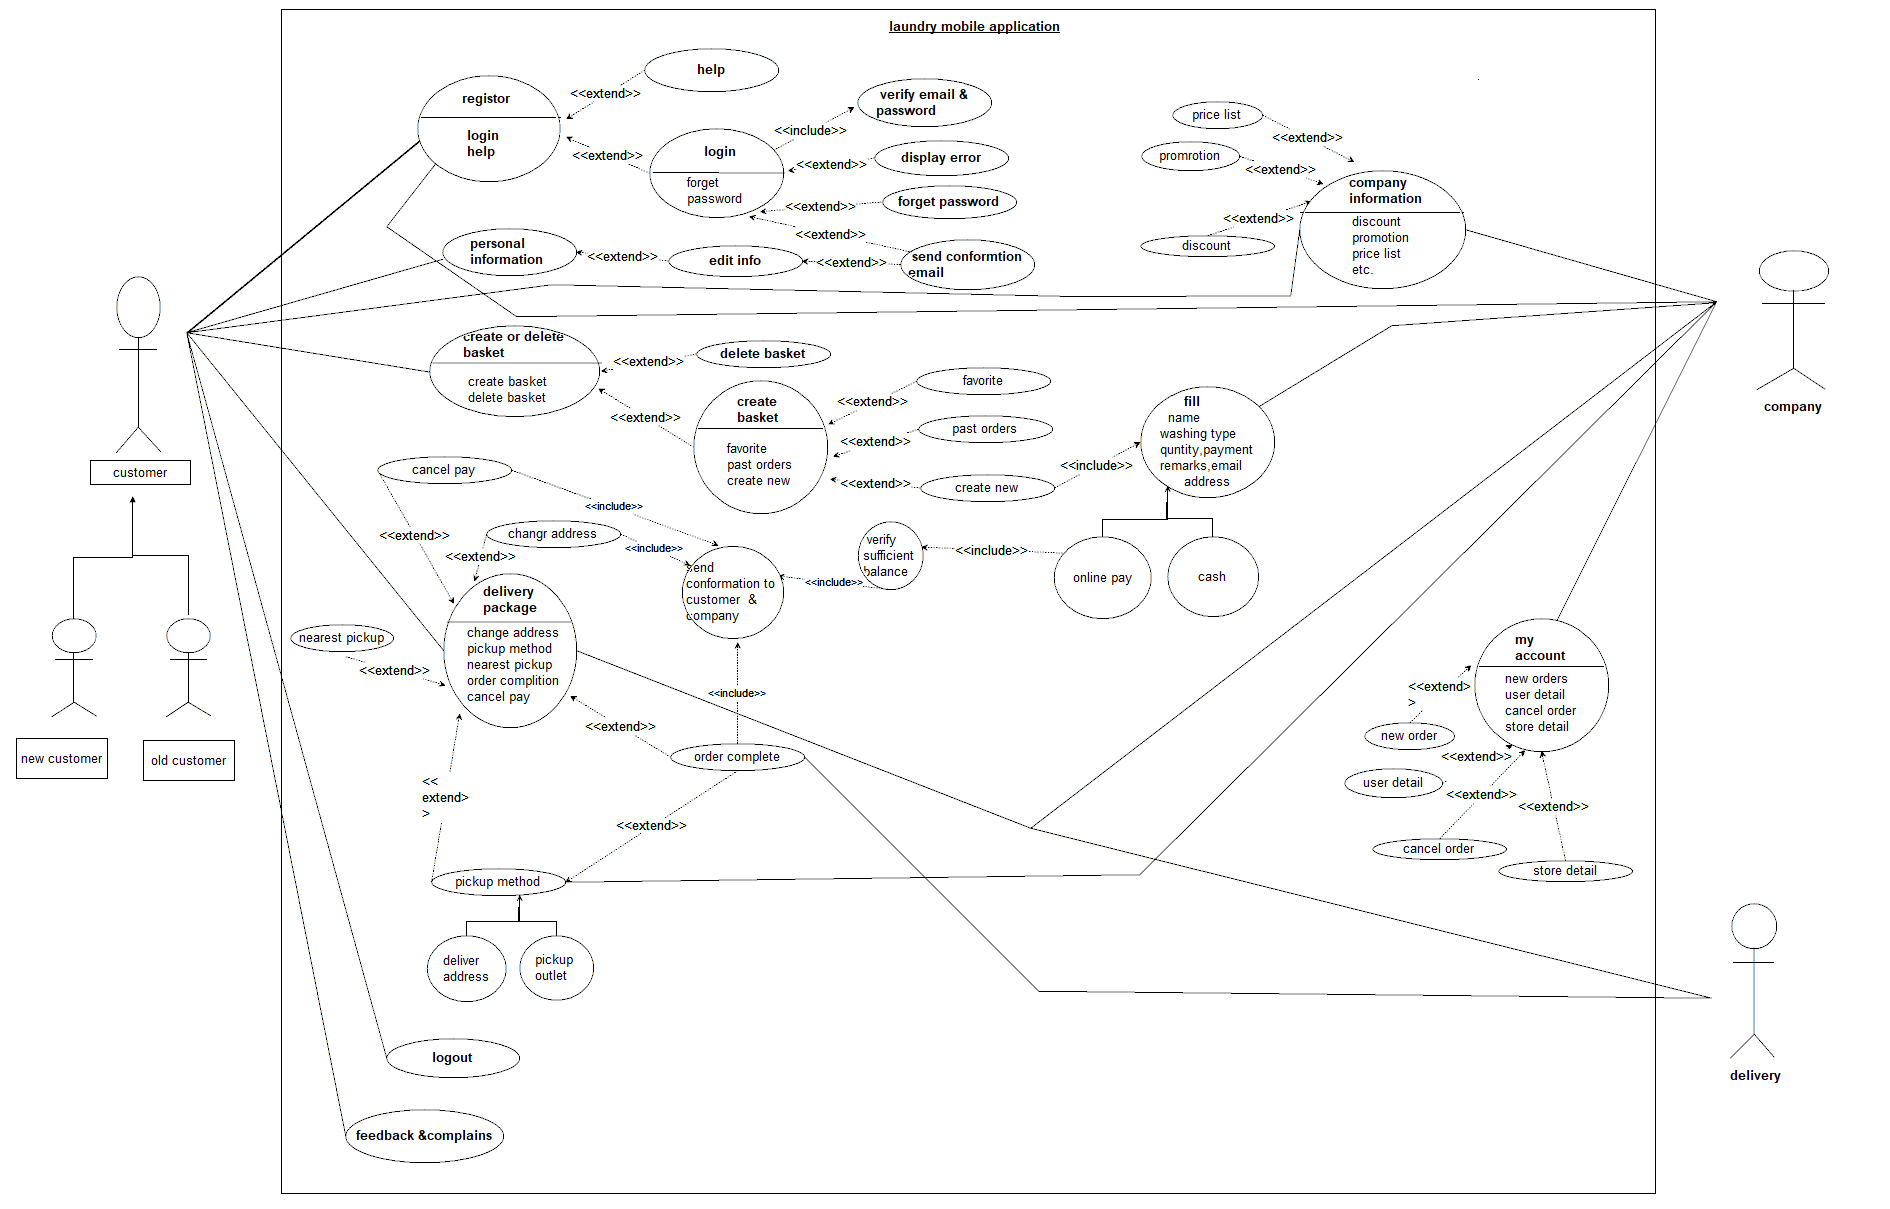 laundry mobile application
help
<<extend>>
registor
login
help
<<extend>>
login
forget
password
<<include>>
verify email &
password
<<extend>>
display error
<<extend>>
forget password
<<extend>>
send conformtion
email
personal
information
<<extend>>
edit info
<<extend>>
price list
<<extend>>
promrotion
<<extend>>
discount
<<extend>>
company
information
discount
promotion
price list
etc.
create or delete
basket
create basket
delete basket
<<extend>>
delete basket
<<extend>>
create
basket
favorite
past orders
create new
<<extend>>
favorite
<<extend>>
past orders
<<extend>>
create new
<<include>>
fill
name
washing type
quntity,payment
remarks,email
address
company
customer
cancel pay
<<include>>
<<extend>>
changr address
<<include>>
<<extend>>
send
conformation to
customer &
company
<<include>>
verify
sufficient
balance
<<include>>
online pay
cash
delivery
package
change address
pickup method
nearest pickup
order complition
cancel pay
nearest pickup
<<extend>>
<<include>>
<<extend>>
order complete
<<
extend>
>
<<extend>>
pickup method
deliver
address
pickup
outlet
my
account
new orders
user detail
cancel order
store detail
<<extend>
>
new order
<<extend>>
user detail
<<extend>>
<<extend>>
cancel order
store detail
new customer
old customer
logout
feedback &complains
delivery